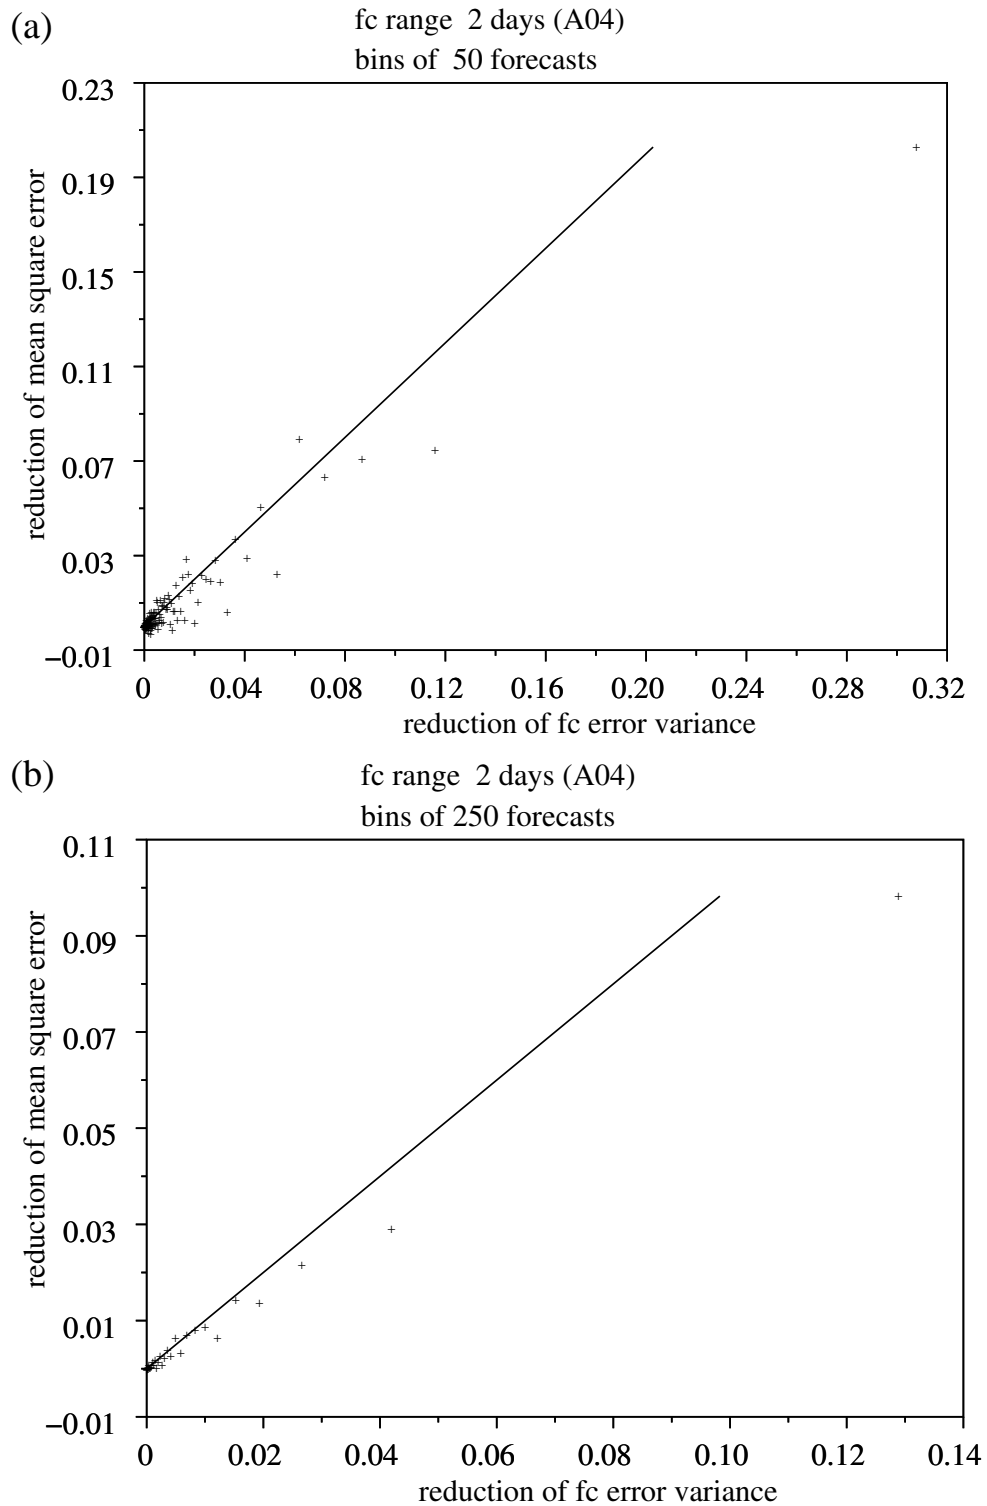 (a)
fc range 2 days (A04)
bins of 50 forecasts
0.23
0.19
0.15
0.11
0.07
0.03
−0.01
reduction of mean square error
0 0.04 0.08 0.12 0.16 0.20 0.24 0.28 0.32
reduction of fc error variance
(b)
fc range 2 days (A04)
bins of 250 forecasts
0.11
0.09
0.07
0.05
0.03
0.01
−0.01
reduction of mean square error
0 0.02 0.04 0.06 0.08 0.10 0.12 0.14
reduction of fc error variance